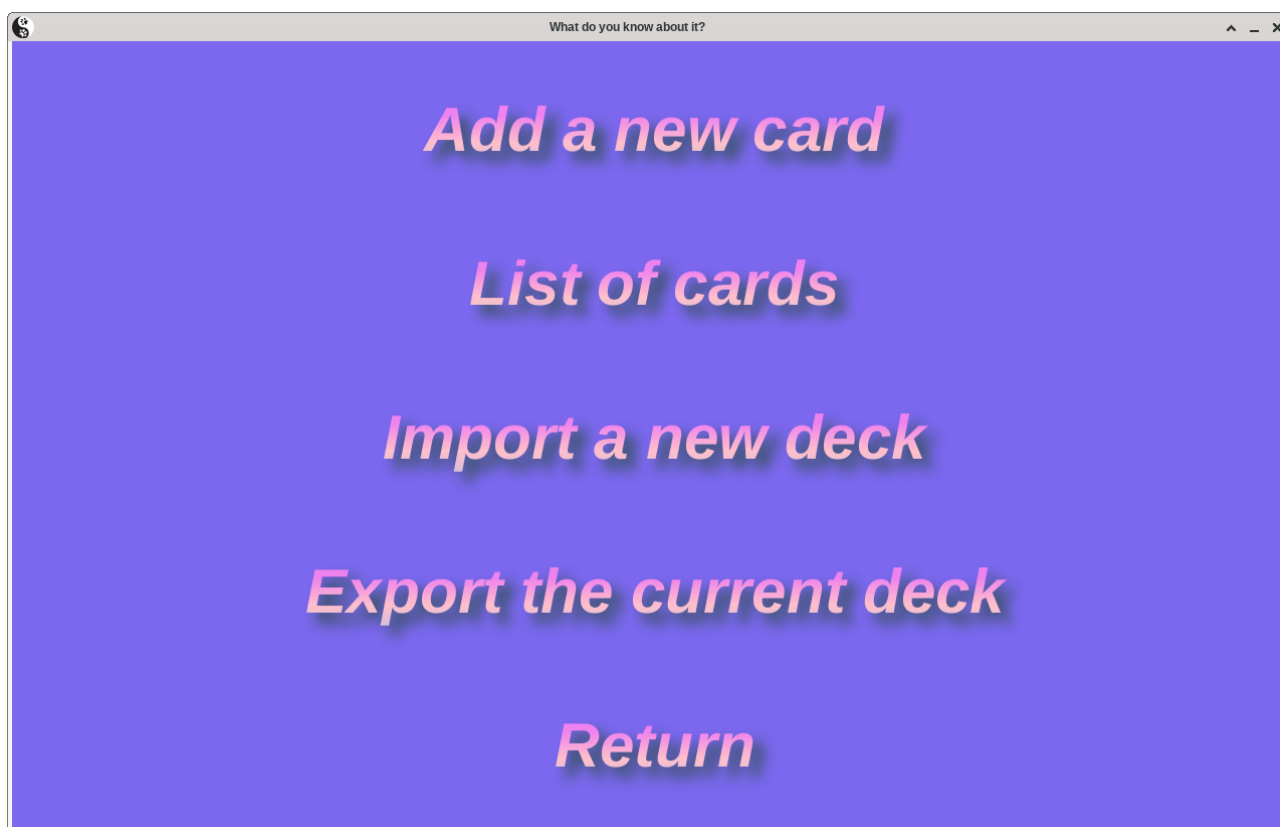 What do you know about it?
Add a new card
List of cards
Import a new deck
Export the current deck
Return